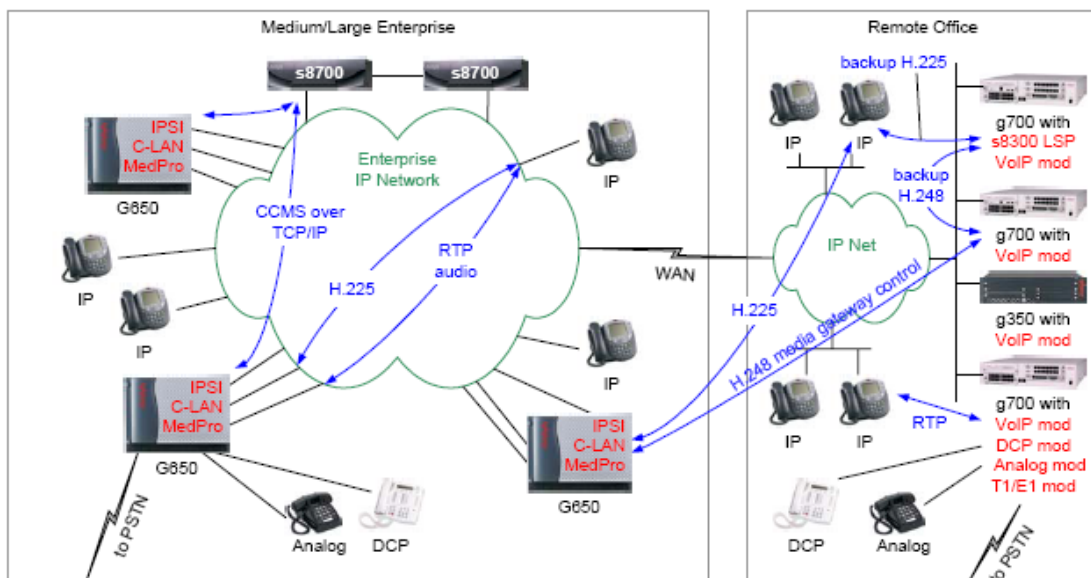 Medium/Large Enterprise
s8700
s8700
IPSI
C-LAN
MedPro
G650
Enterprise
IP Network
IP
CCMS over
TCP/IP
RTP
audio
H.225
IP
IP
IP
IPSI
C-LAN
MedPro
G650
IPSI
C-LAN
MedPro
G650
to PSTN
Analog
DCP
WAN
Remote Office
backup H.225
IP
IP
g700 with
s8300 LSP
VoIP mod
backup
H.248
IP Net
g700 with
VoIP mod
H.225
H.248 media gateway control
g350 with
VoIP mod
IP
IP
RTP
g700 with
VoIP mod
DCP mod
Analog mod
T1/E1 mod
DCP
Analog
to PSTN